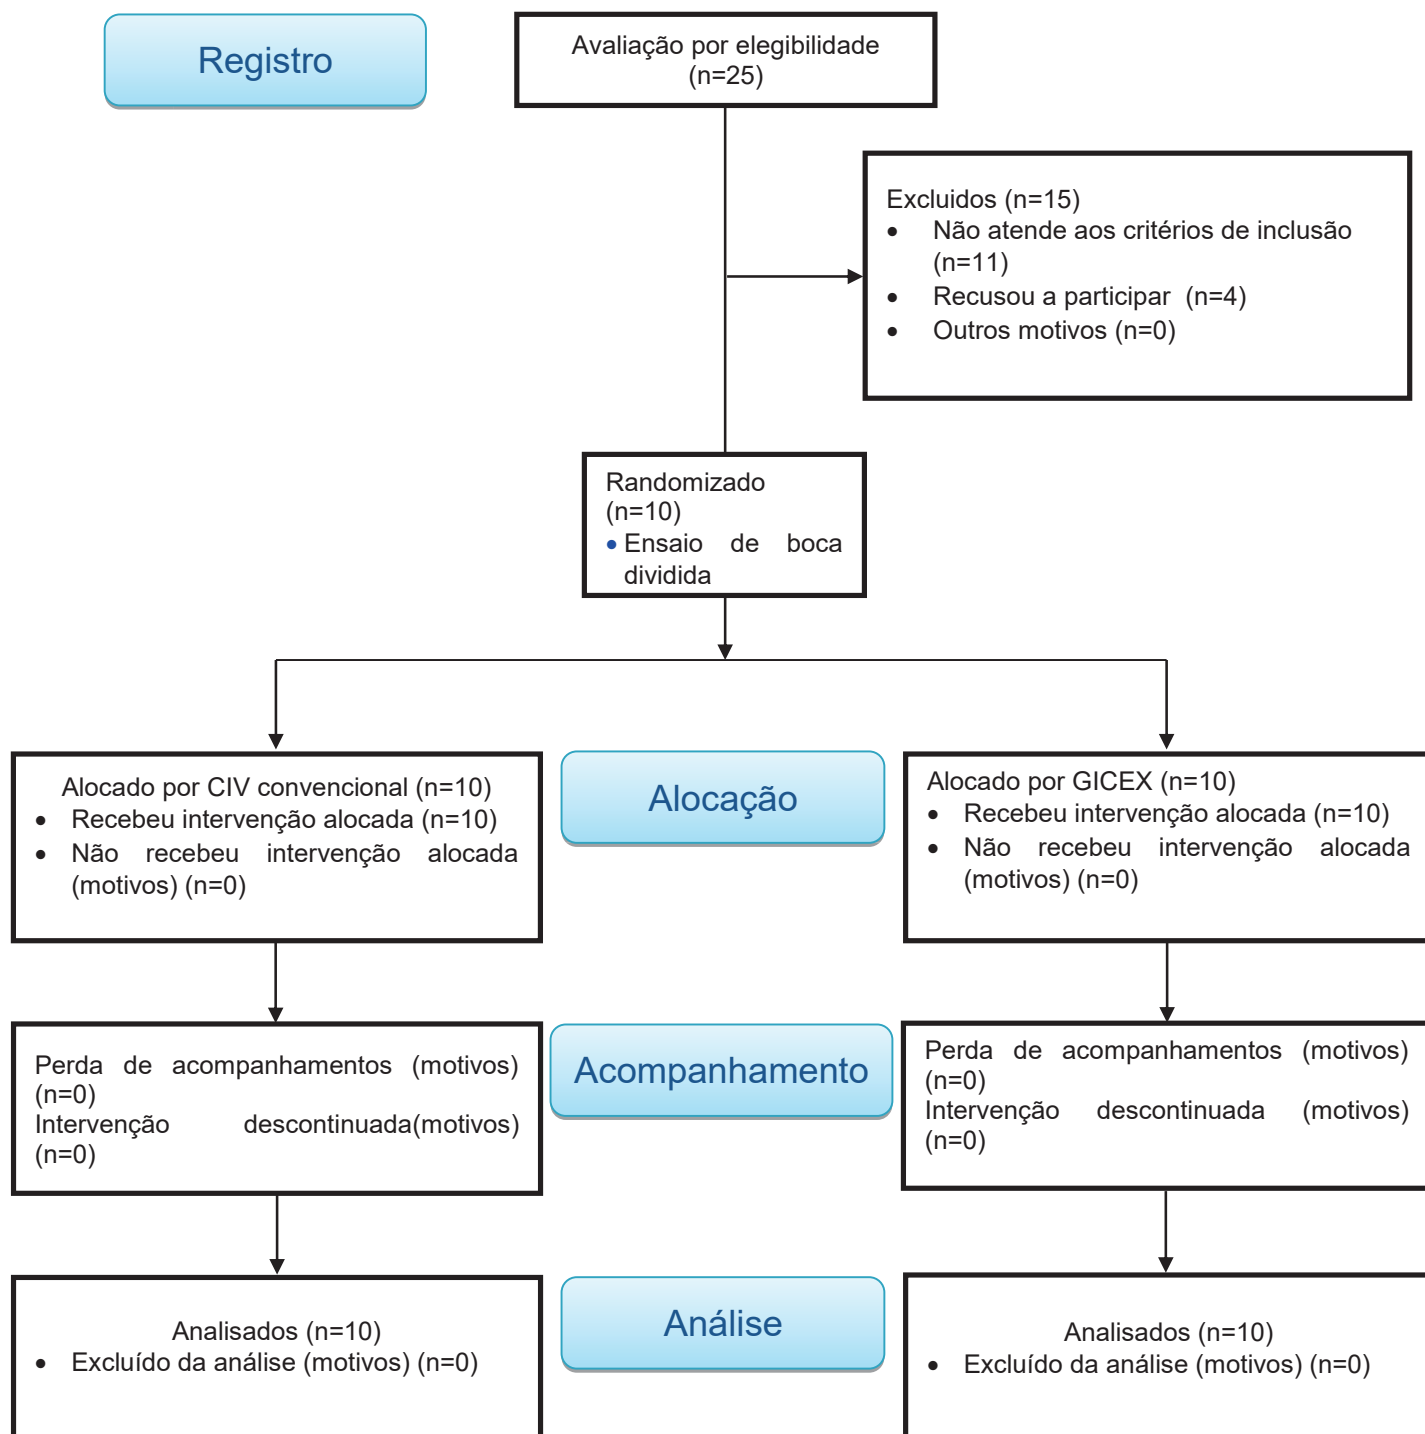 Registro
Avaliação por elegibilidade
(n=25)
Excluidos (n=15)
• Não atende aos critérios de inclusão
(n=11)
• Recusou a participar (n=4)
• Outros motivos (n=0)
Randomizado
(n=10)
• Ensaio de boca
dividida
Alocado por CIV convencional (n=10)
• Recebeu intervenção alocada (n=10)
• Não recebeu intervenção alocada
(motivos) (n=0)
Alocação
Alocado por GICEX (n=10)
• Recebeu intervenção alocada (n=10)
• Não recebeu intervenção alocada
(motivos) (n=0)
Perda de acompanhamentos (motivos)
(n=0)
Intervenção descontinuada(motivos)
(n=0)
Acompanhamento
Perda de acompanhamentos (motivos)
(n=0)
Intervenção descontinuada (motivos)
(n=0)
Analisados (n=10)
• Excluído da análise (motivos) (n=0)
Análise
Analisados (n=10)
• Excluído da análise (motivos) (n=0)